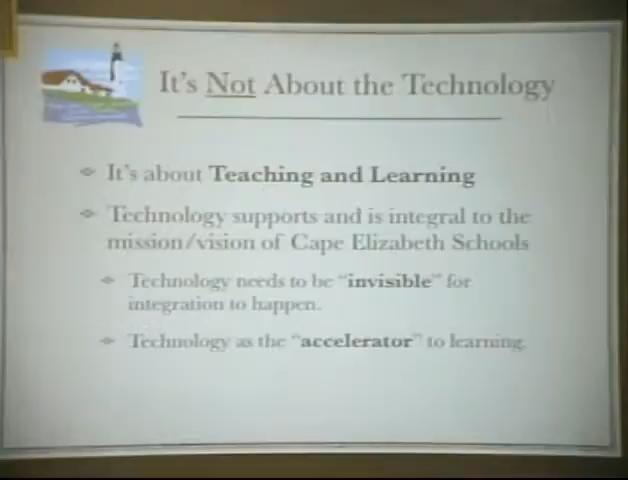 It's Not About the Technology
It's about Teaching and Learning
Technology supports and is integral to the
mission/vision of Cape Elizabeth Schools
Technology needs to be "invisible" for
integration to happen.
Technology as the "accelerator" to learning.